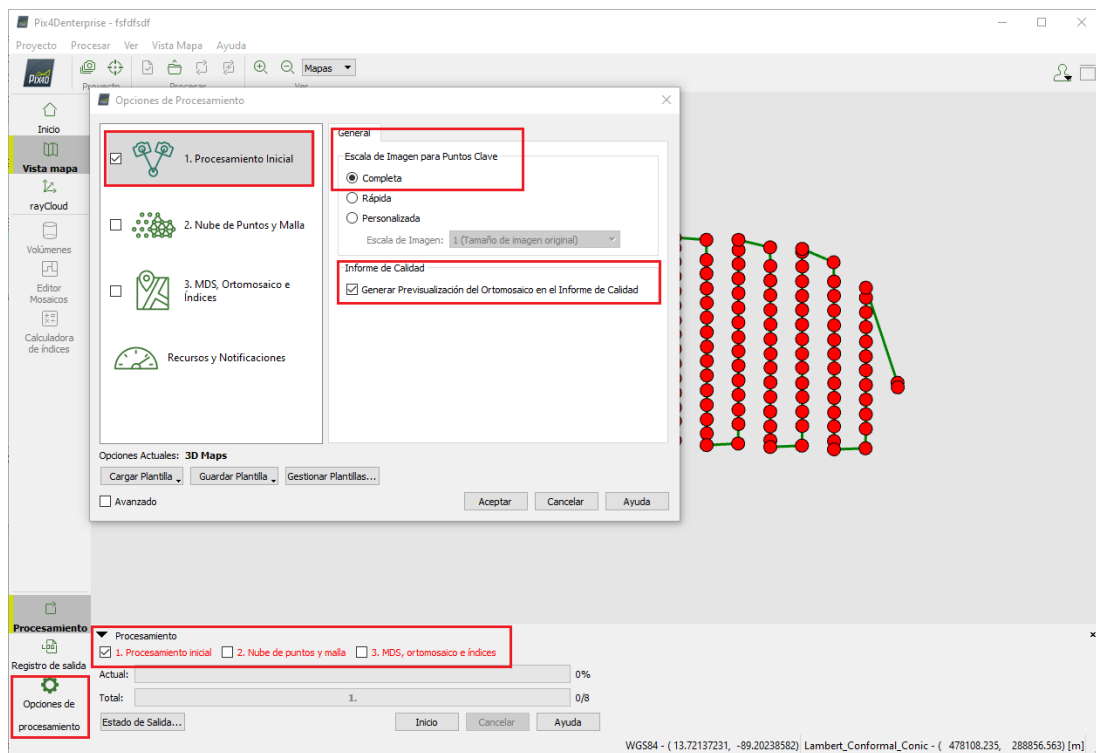 Pix4Denterprise - fsfdfsdf
Proyecto Procesar Ver Vista Mapa Ayuda
PIX4D
Mapas
Proyecto Procesar Ver
Opciones de Procesamiento
Inicio
Vista mapa
rayCloud
Volúmenes
Editor
Mosaicos
Calculadora
de índices
1. Procesamiento Inicial
2. Nube de Puntos y Malla
3. MDS, Ortomosaico e
Índices
Recursos y Notificaciones
General
Escala de Imagen para Puntos Clave
Completa
Rápida
Personalizada
Escala de Imagen: 1 (Tamaño de imagen original)
Informe de Calidad
Generar Previsualización del Ortomosaico en el Informe de Calidad
Opciones Actuales: 3D Maps
Cargar Plantilla Guardar Plantilla Gestionar Plantillas...
Avanzado Aceptar Cancelar Ayuda
Procesamiento
LOG
Registro de salida
Opciones de
procesamiento
Procesamiento
1. Procesamiento inicial 2. Nube de puntos y malla 3. MDS, ortomosaico e índices
Actual: 0%
Total: 1. 0/8
Estado de Salida... Inicio Cancelar Ayuda
WGS84 - ( 13.72137231, -89.20238582) Lambert_Conformal_Conic - ( 478108.235, 288856.563) [m]